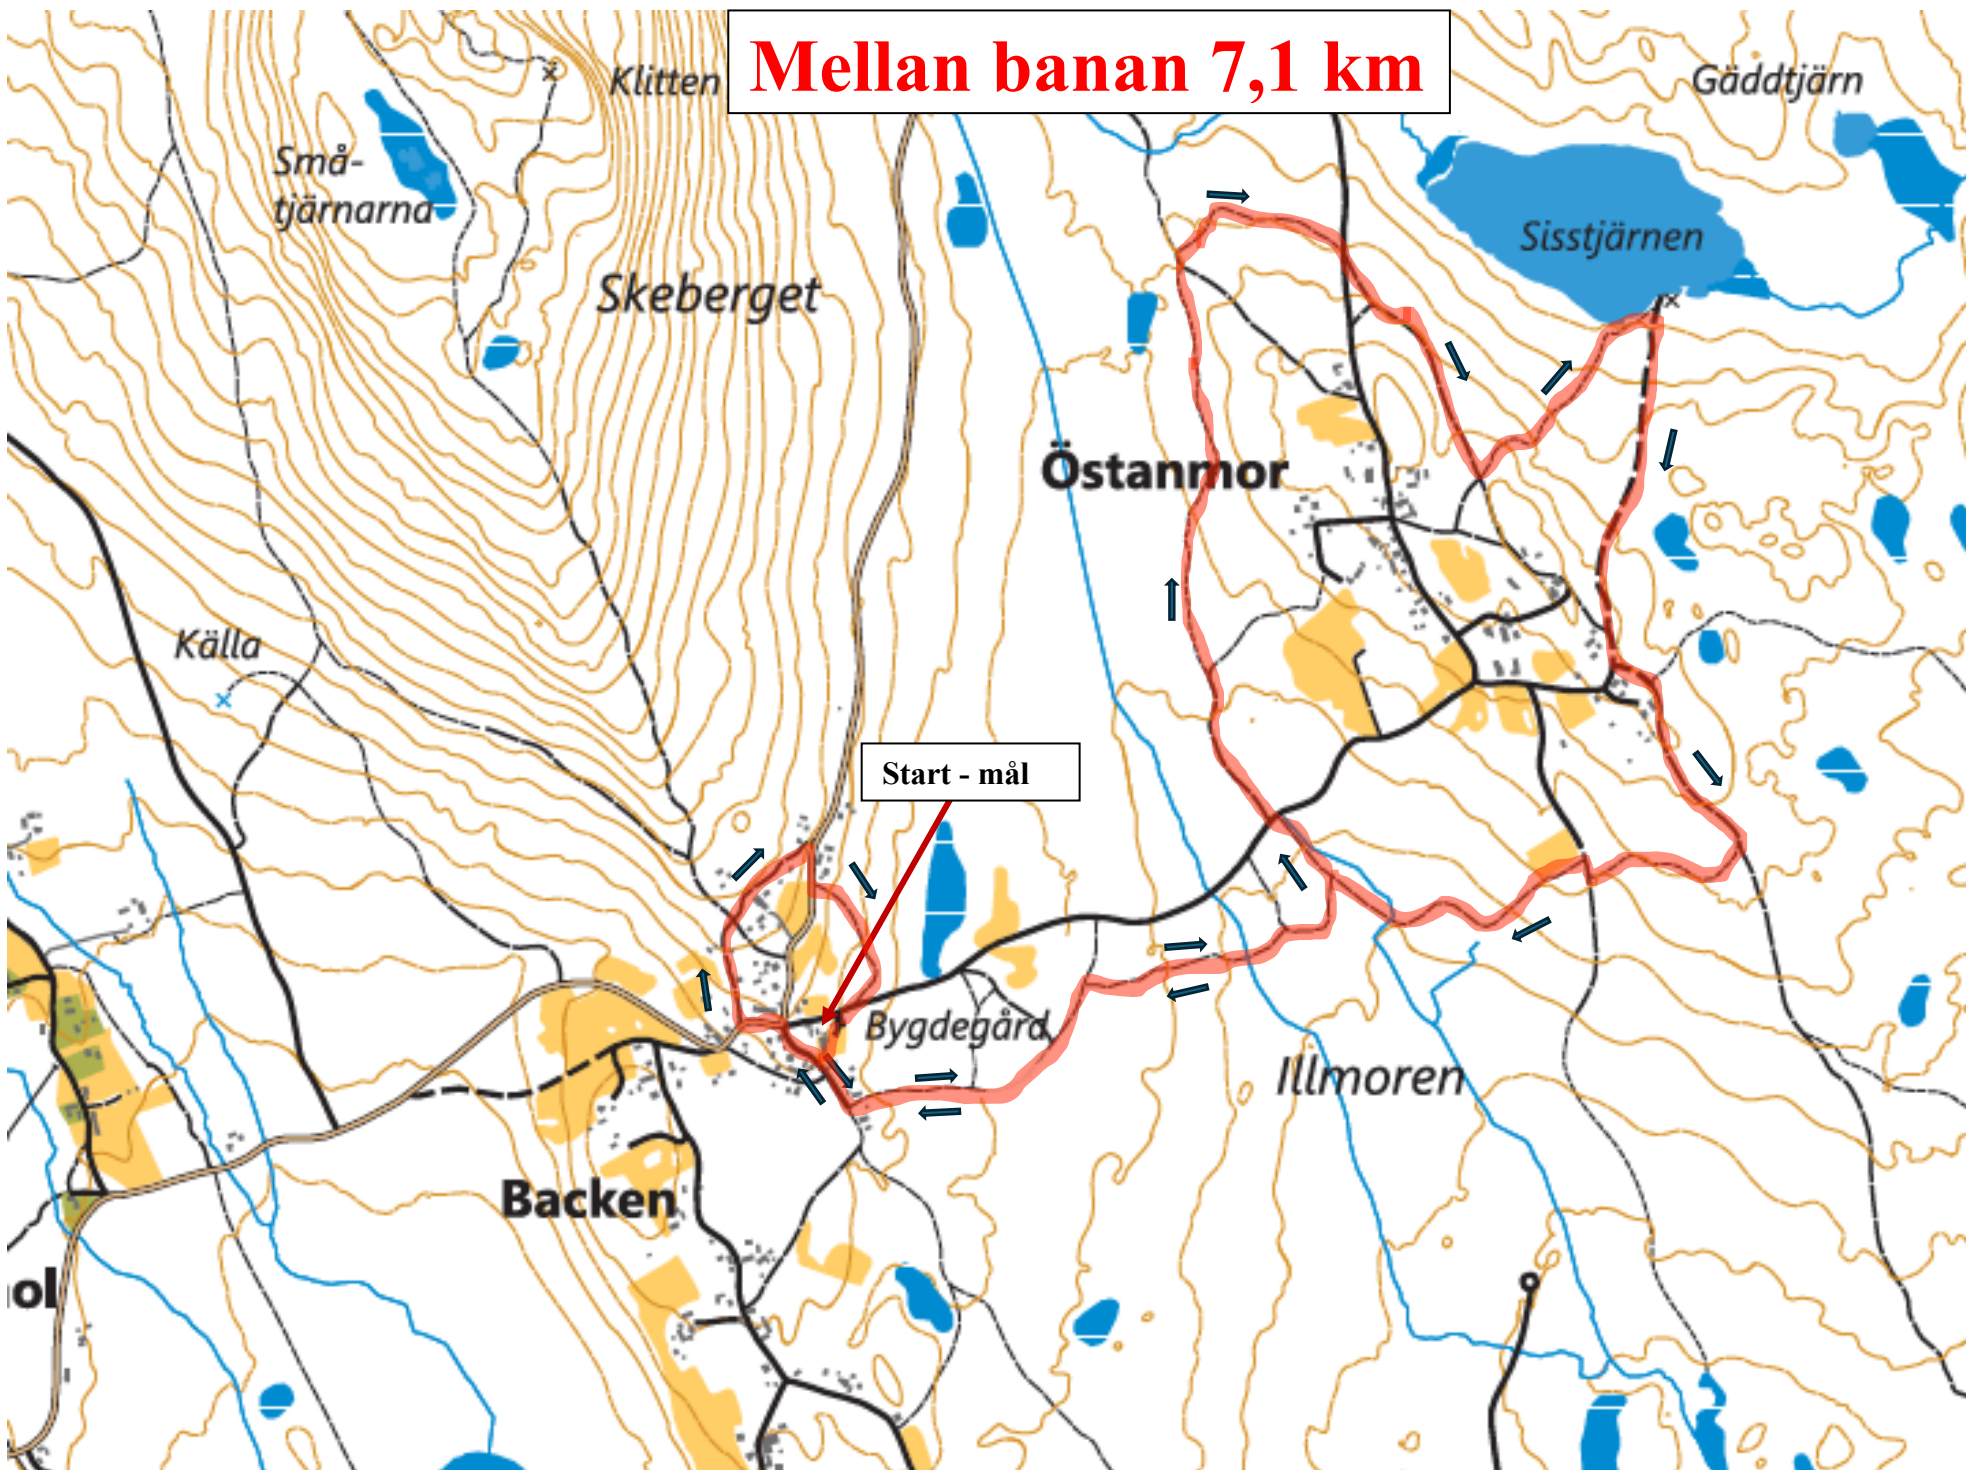 Mellan banan 7,1 km
Klitten
Gäddtjärn
Små-
tjärnarna
Sisstjärnen
Skeberget
Östanmor
Källa
Start - mål
Bygdegård
Illmoren
Backen
ol